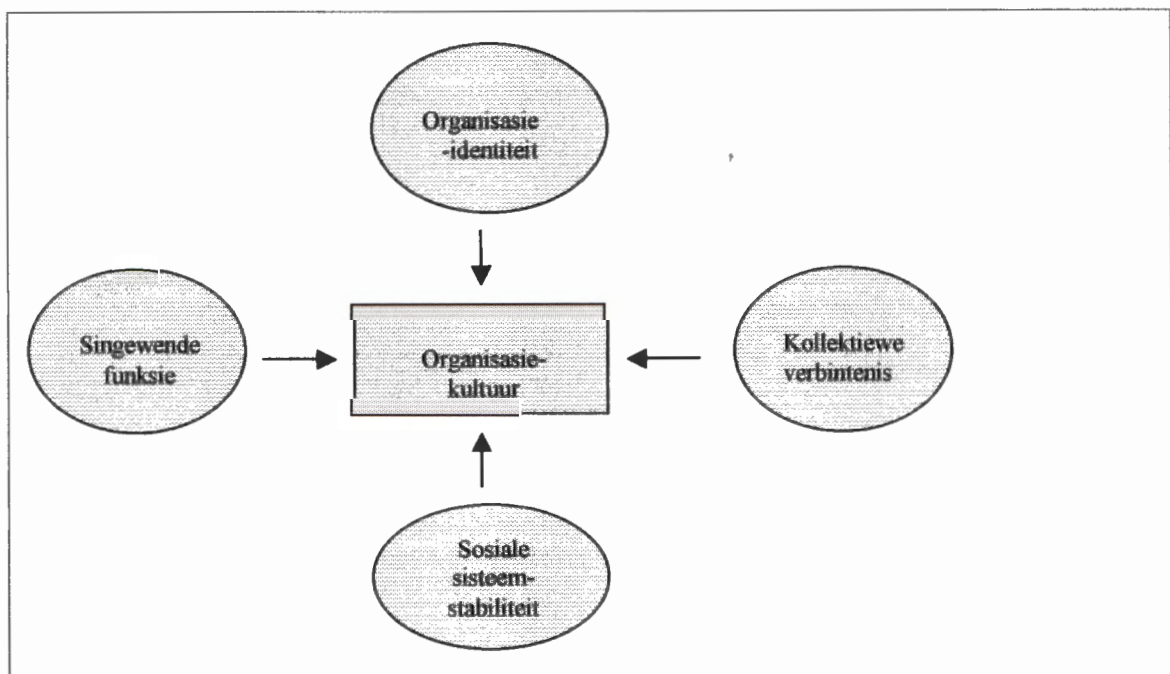 Organisasie
-identiteit
Singewende
funksie
Organisasie-
kultuur
Kollektiewe
verbintenis
Sosiale
sisteem-
stabiliteit